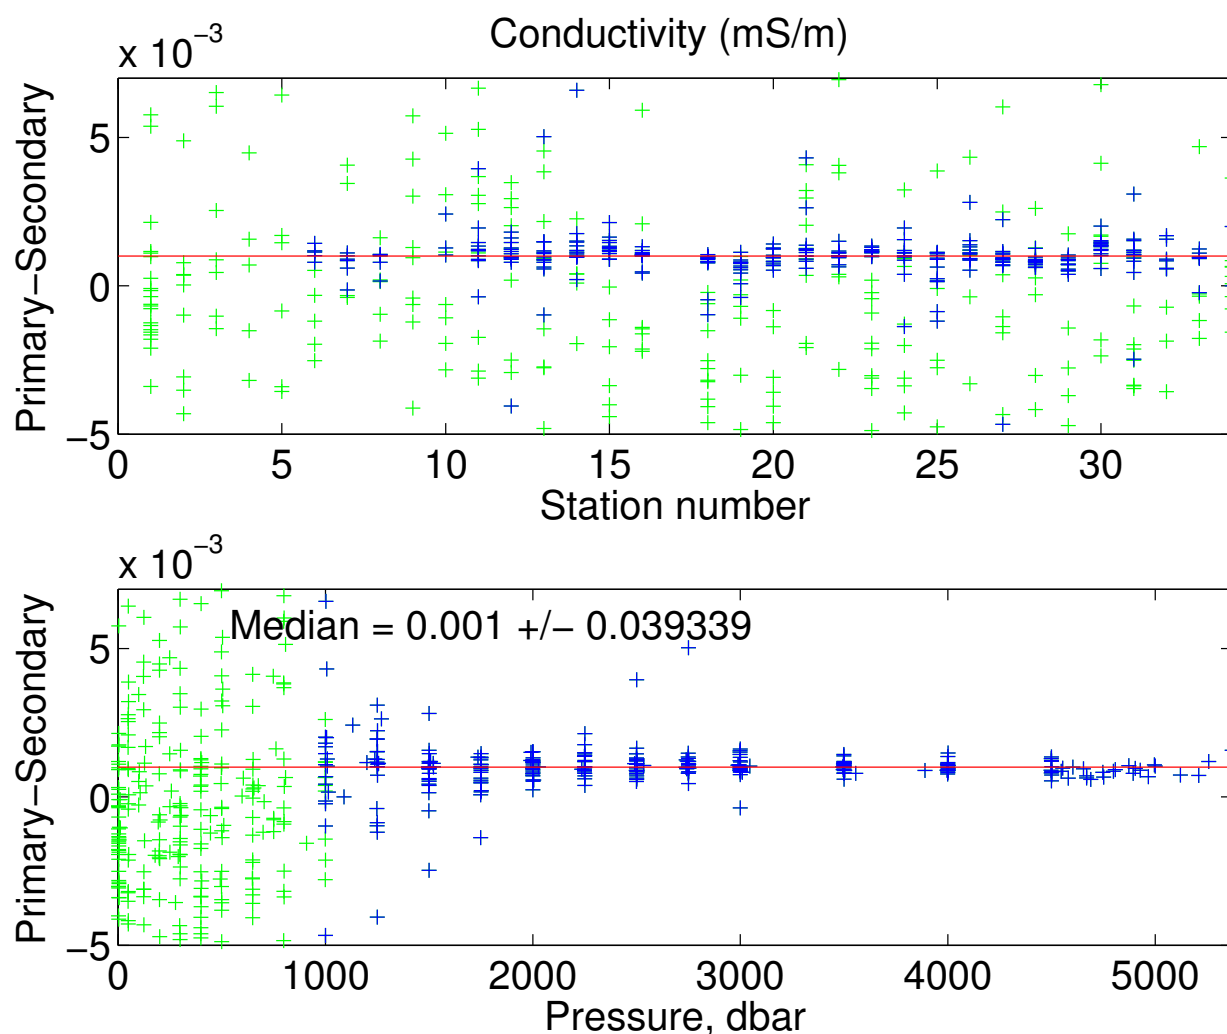 Conductivity (mS/m)
x 10−3
Primary−Secondary
5
0
−5
0 5 10 15 20 25 30
Station number
x 10−3
Median = 0.001 +/− 0.039339
Primary−Secondary
5
0
−5
0 1000 2000 3000 4000 5000
Pressure, dbar